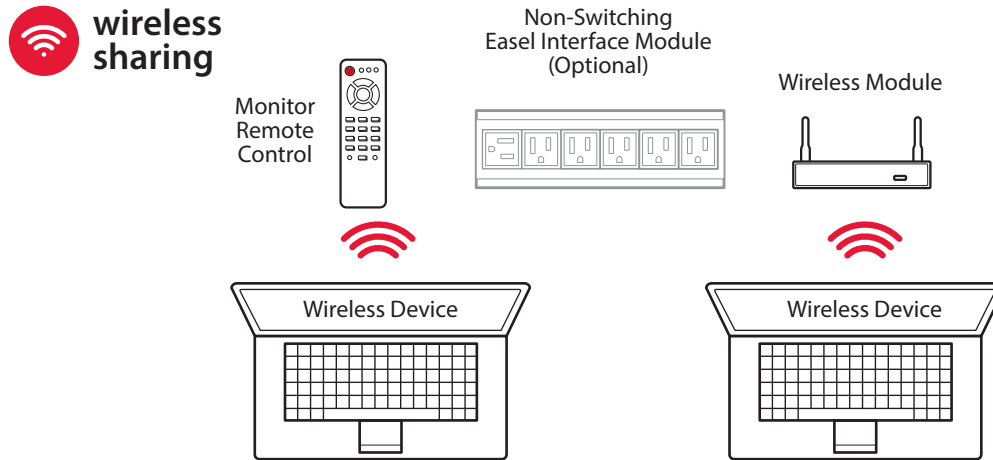 wireless
sharing
Non-Switching
Easel Interface Module
(Optional)
Monitor
Remote
Control
Wireless Module
Wireless Device
Wireless Device